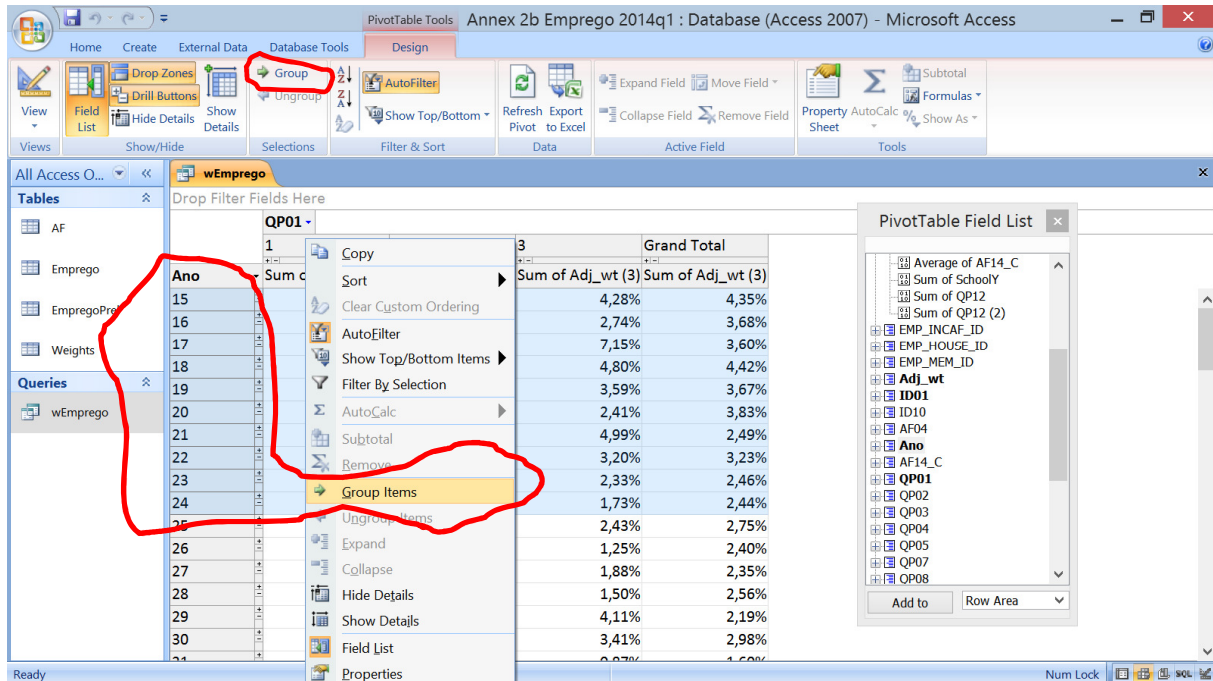 PivotTable Tools Annex 2b Emprego 2014q1 : Database (Access 2007) - Microsoft Access
Home Create External Data Database Tools Design
View
Views
Field List
Drop Zones
Drill Buttons
Hide Details
Show Details
Show/Hide
Group
Ungroup
Selections
AutoFilter
Show Top/Bottom
Filter & Sort
Refresh Pivot
Export to Excel
Data
Expand Field
Collapse Field
Move Field
Remove Field
Active Field
Property Sheet
AutoCalc
Subtotal
Formulas
Show As
Tools
All Access O...
Tables
AF
Emprego
Weights
Queries
wEmprego
wEmprego
Drop Filter Fields Here
QP01
1 3 Grand Total
Ano Sum of Adj_wt (3) Sum of Adj_wt (3)
15 4,28% 4,35%
16 2,74% 3,68%
17 7,15% 3,60%
18 4,80% 4,42%
19 3,59% 3,67%
20 2,41% 3,83%
21 4,99% 2,49%
22 3,20% 3,23%
23 2,33% 2,46%
24 1,73% 2,44%
25 2,43% 2,75%
26 1,25% 2,40%
27 1,88% 2,35%
28 1,50% 2,56%
29 4,11% 2,19%
30 3,41% 2,98%
Copy
Sort
Clear Custom Ordering
AutoFilter
Show Top/Bottom Items
Filter By Selection
AutoCalc
Subtotal
Remove
Group Items
Ungroup Items
Expand
Collapse
Hide Details
Show Details
Field List
Properties
PivotTable Field List
Average of AF14_C
Sum of SchoolY
Sum of QP12
Sum of QP12 (2)
EMP_INCAF_ID
EMP_HOUSE_ID
EMP_MEM_ID
Adj_wt
ID01
ID10
AF04
Ano
AF14_C
QP01
QP02
QP03
QP04
QP05
QP07
QP08
Add to Row Area
Ready Num Lock SQL